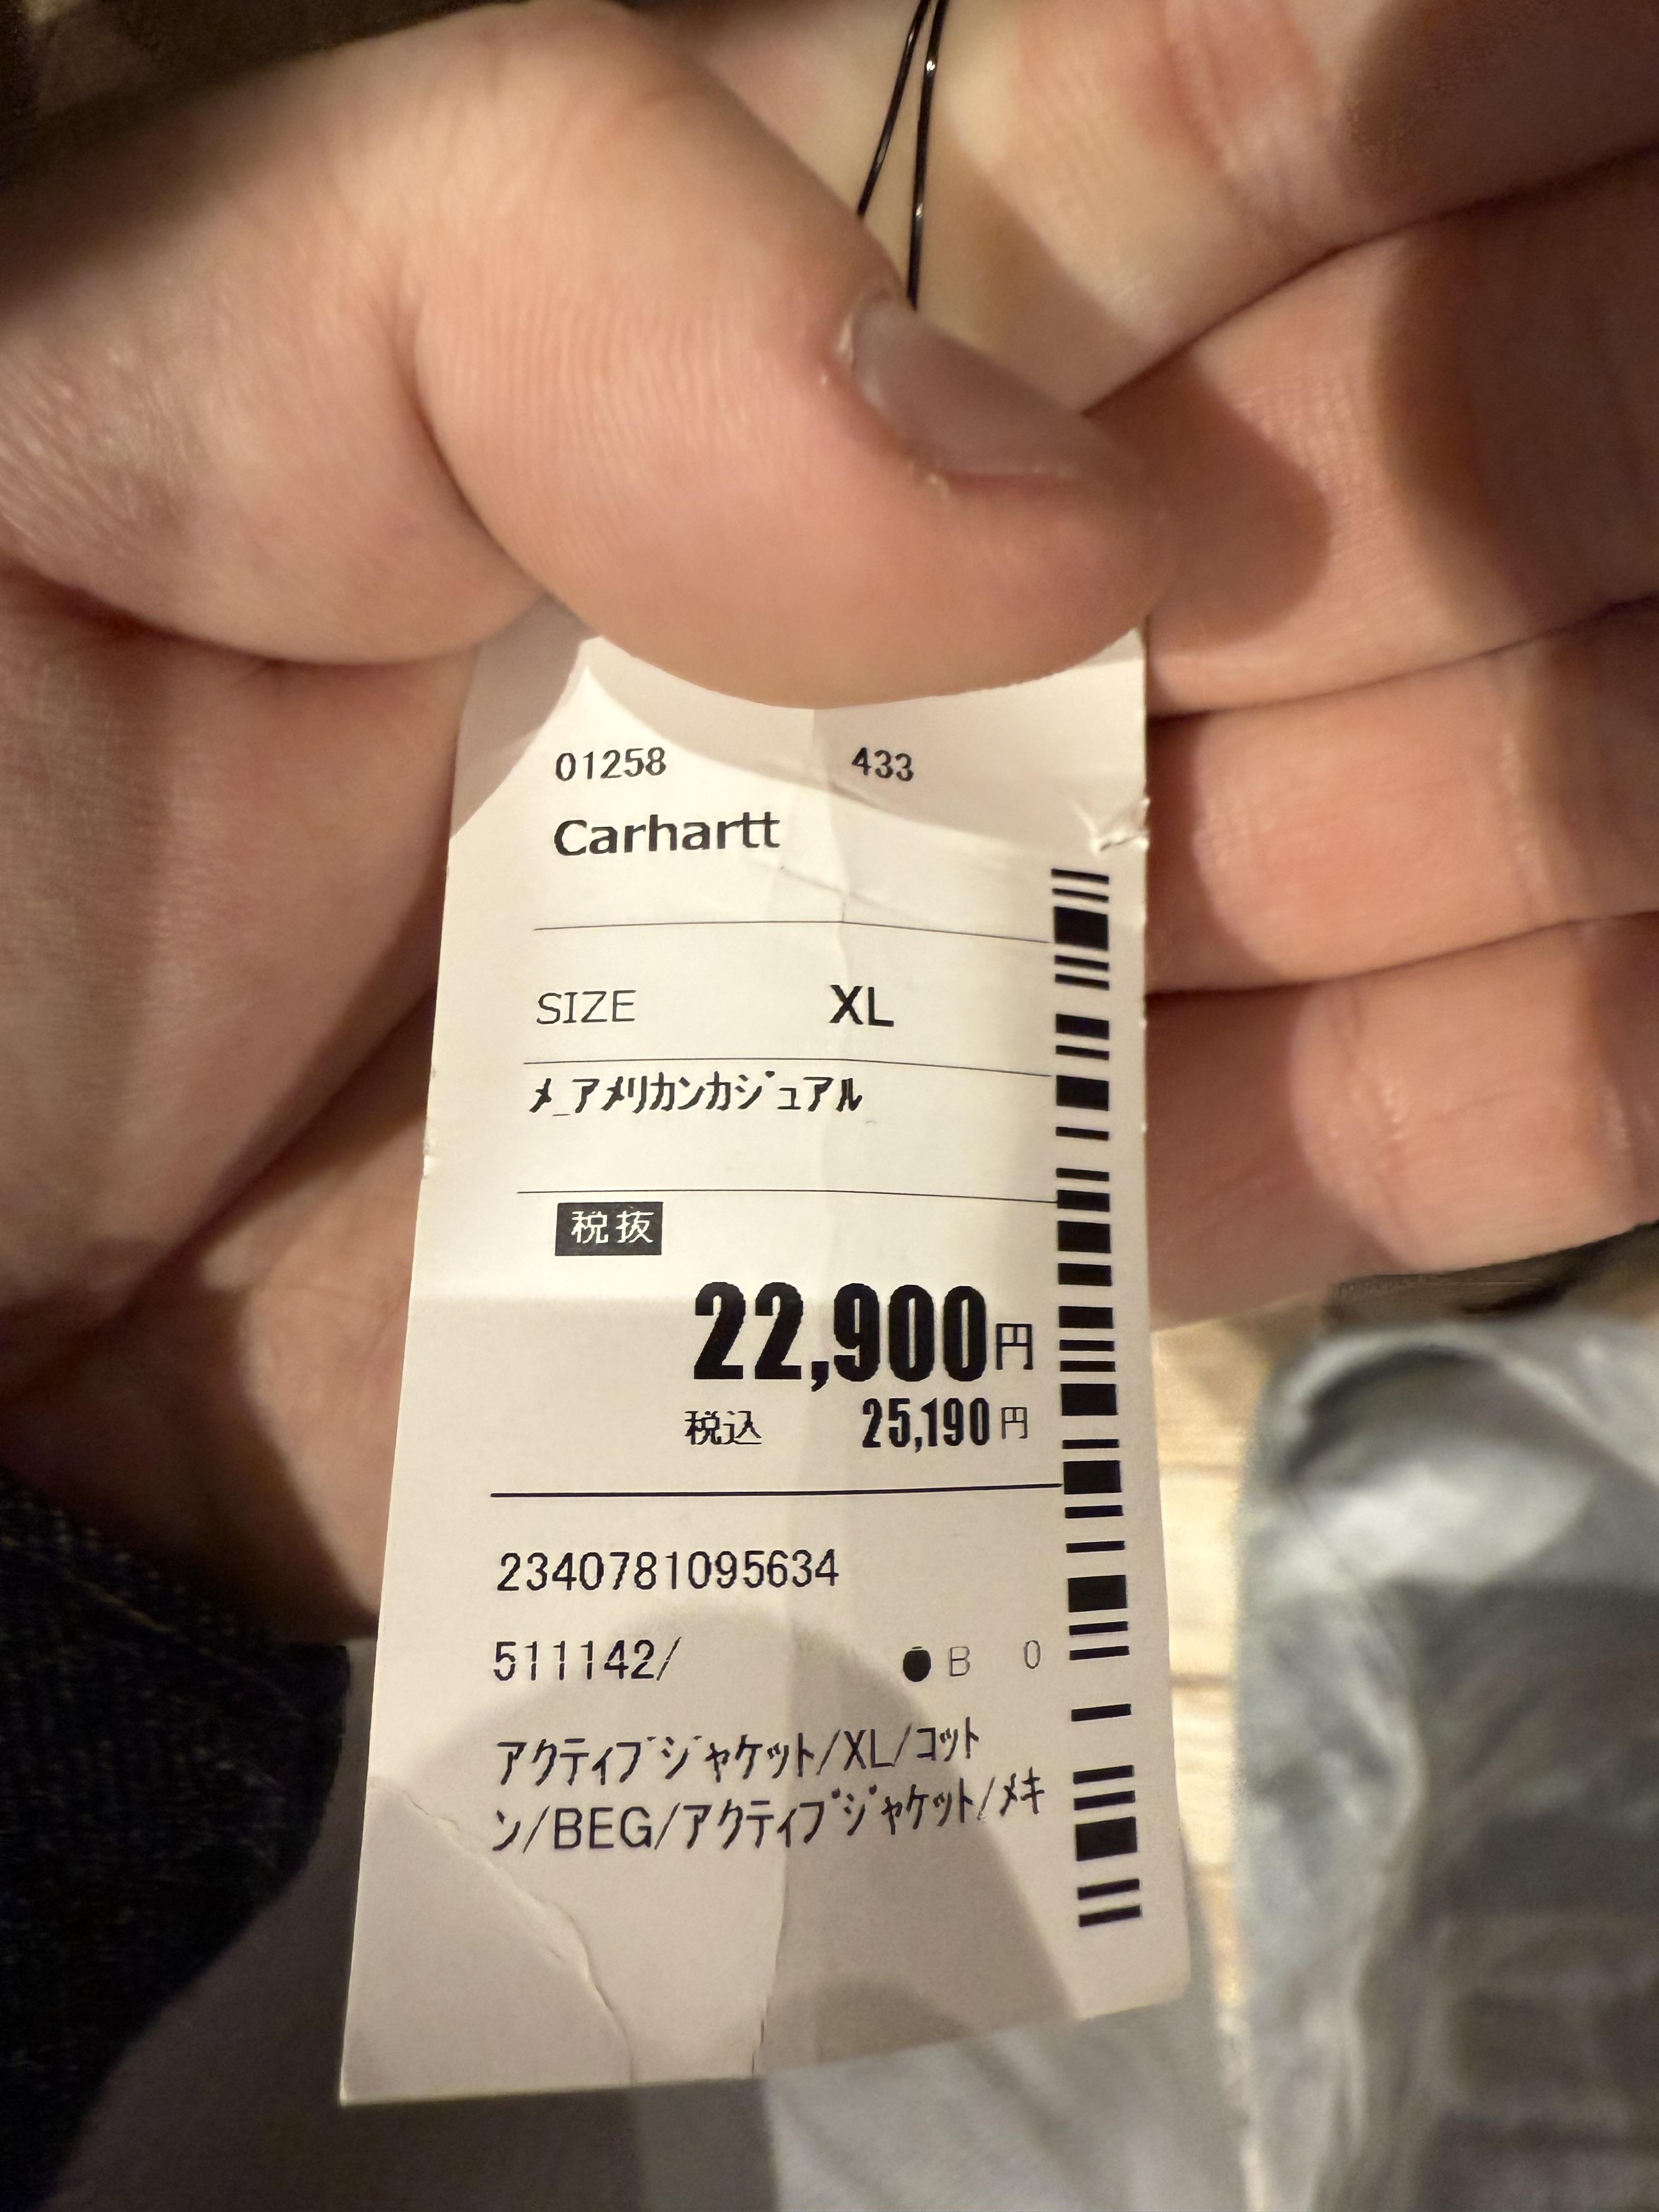 01258 433
Carhartt
SIZE XL
ﾒ_ｱﾒﾘｶﾝｶｼﾞｭｱﾙ
税抜
22,900円
税込 25,190円
2340781095634
511142/ ●B 0
ｱｸﾃｨﾌﾞｼﾞｬｹｯﾄ/XL/ｺｯﾄ
ﾝ/BEG/ｱｸﾃｨﾌﾞｼﾞｬｹｯﾄ/ﾒｷ